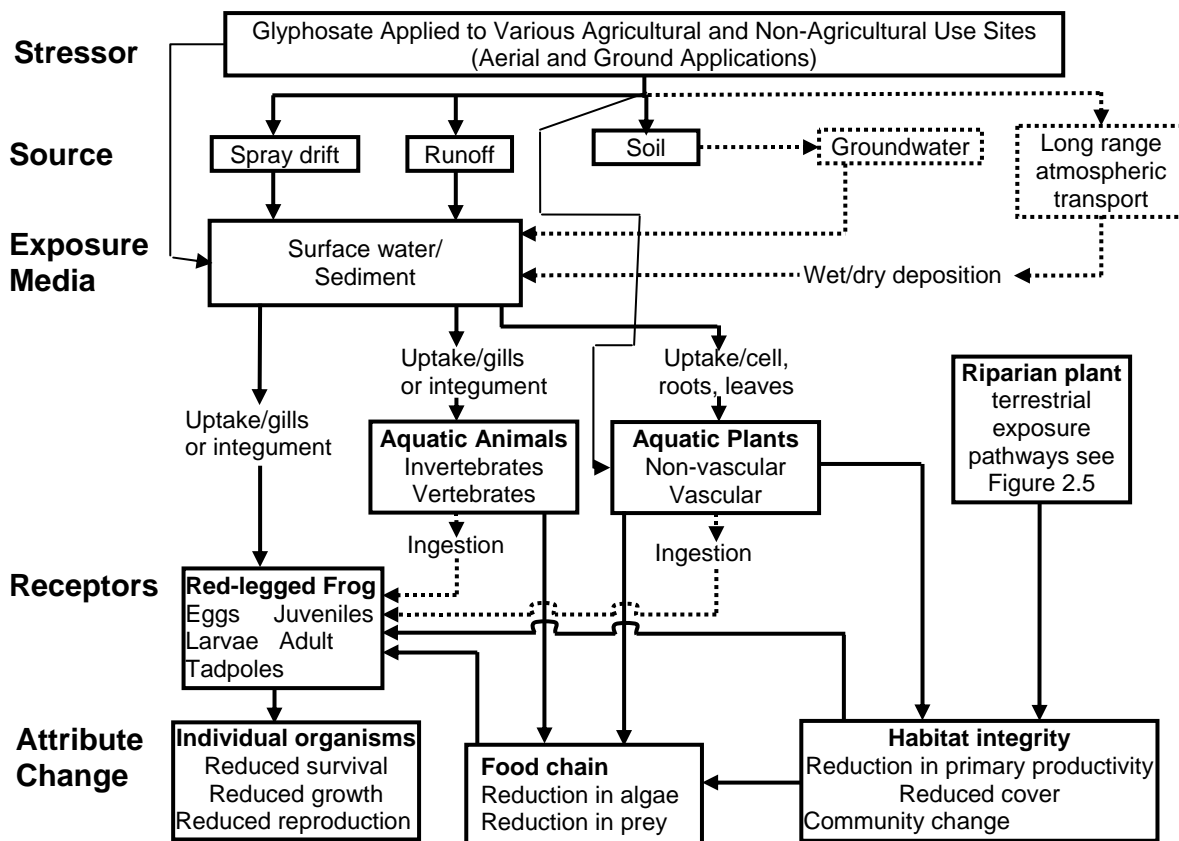 Stressor
Glyphosate Applied to Various Agricultural and Non-Agricultural Use Sites
(Aerial and Ground Applications)
Source
Spray drift
Runoff
Soil
Groundwater
Long range
atmospheric
transport
Exposure
Media
Surface water/
Sediment
Wet/dry deposition
Uptake/gills
or integument
Uptake/gills
or integument
Uptake/cell,
roots, leaves
Riparian plant
terrestrial
exposure
pathways see
Figure 2.5
Aquatic Animals
Invertebrates
Vertebrates
Aquatic Plants
Non-vascular
Vascular
Ingestion
Ingestion
Receptors
Red-legged Frog
Eggs Juveniles
Larvae Adult
Tadpoles
Attribute
Change
Individual organisms
Reduced survival
Reduced growth
Reduced reproduction
Food chain
Reduction in algae
Reduction in prey
Habitat integrity
Reduction in primary productivity
Reduced cover
Community change